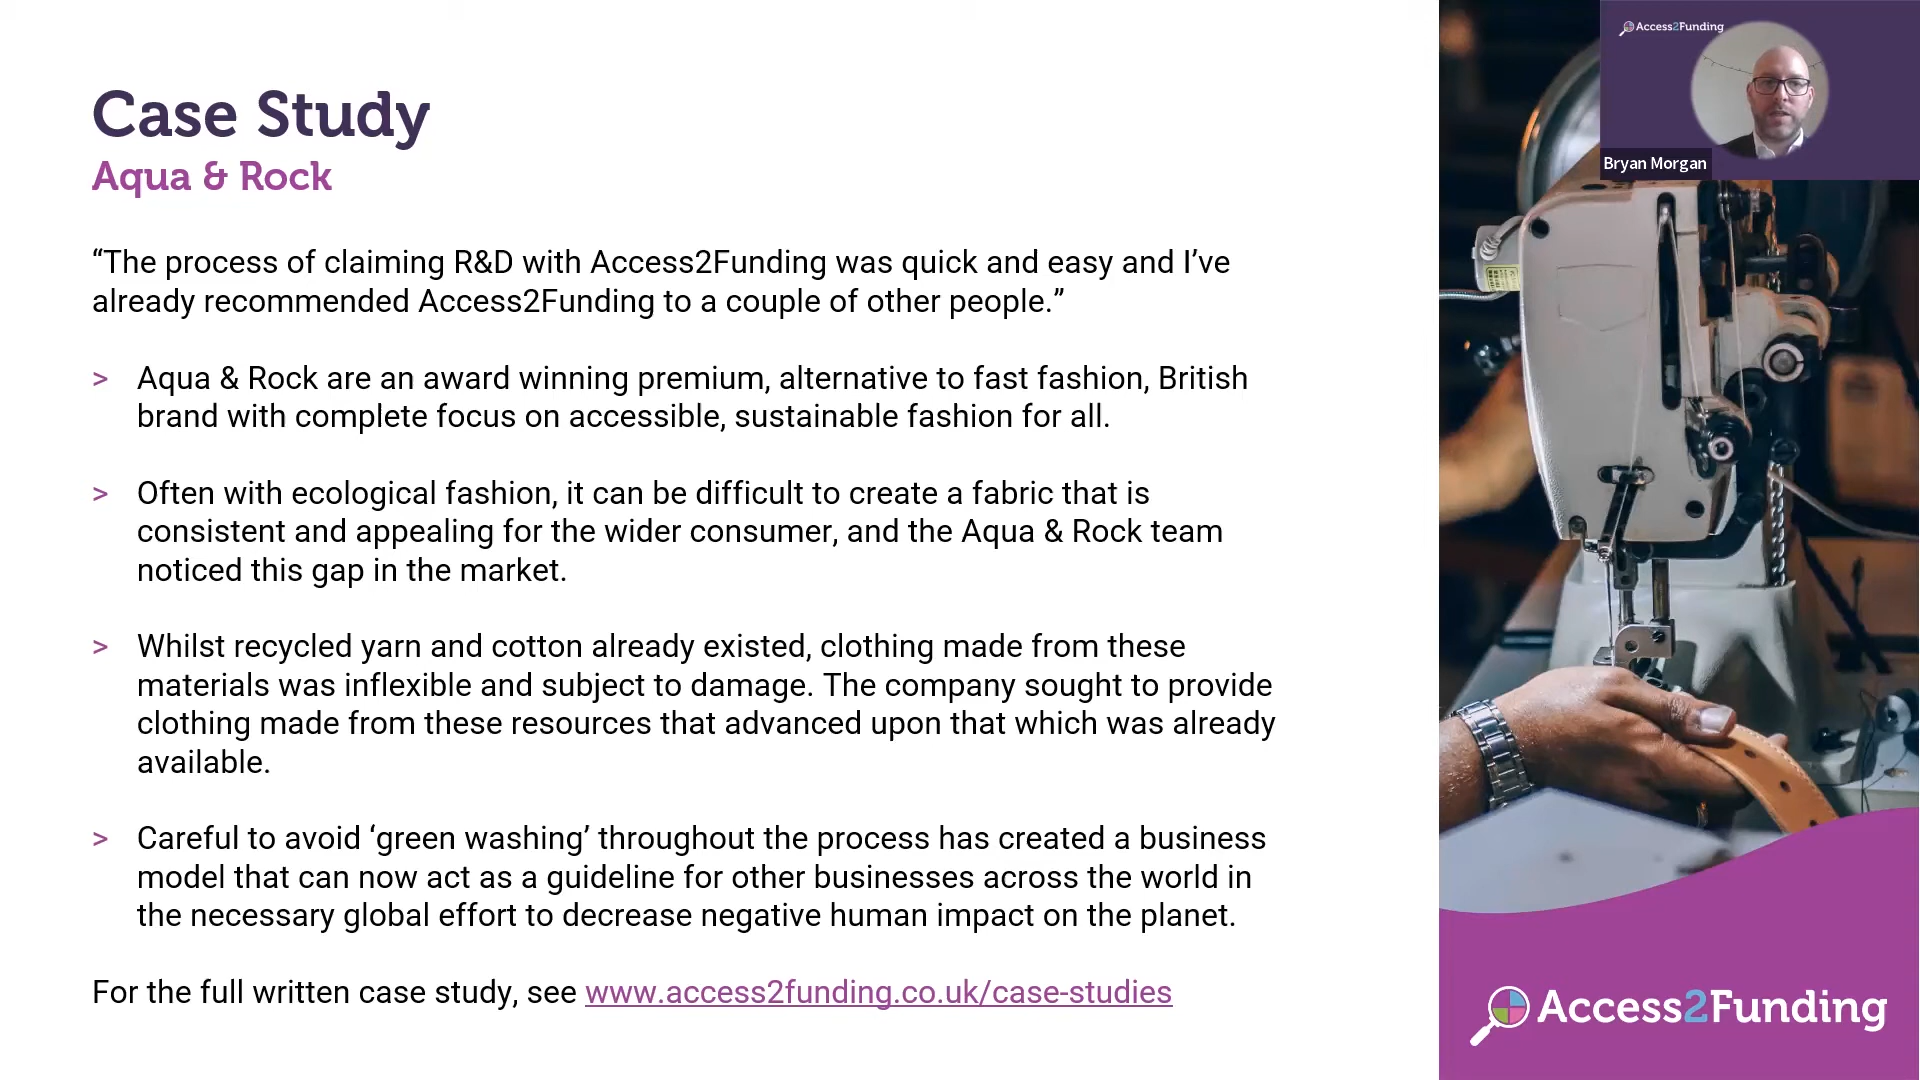 Case Study
Aqua & Rock
“The process of claiming R&D with Access2Funding was quick and easy and I’ve
already recommended Access2Funding to a couple of other people.”
> Aqua & Rock are an award winning premium, alternative to fast fashion, British
brand with complete focus on accessible, sustainable fashion for all.
> Often with ecological fashion, it can be difficult to create a fabric that is
consistent and appealing for the wider consumer, and the Aqua & Rock team
noticed this gap in the market.
> Whilst recycled yarn and cotton already existed, clothing made from these
materials was inflexible and subject to damage. The company sought to provide
clothing made from these resources that advanced upon that which was already
available.
> Careful to avoid ‘green washing’ throughout the process has created a business
model that can now act as a guideline for other businesses across the world in
the necessary global effort to decrease negative human impact on the planet.
For the full written case study, see www.access2funding.co.uk/case-studies
Access2Funding
Bryan Morgan
Access2Funding